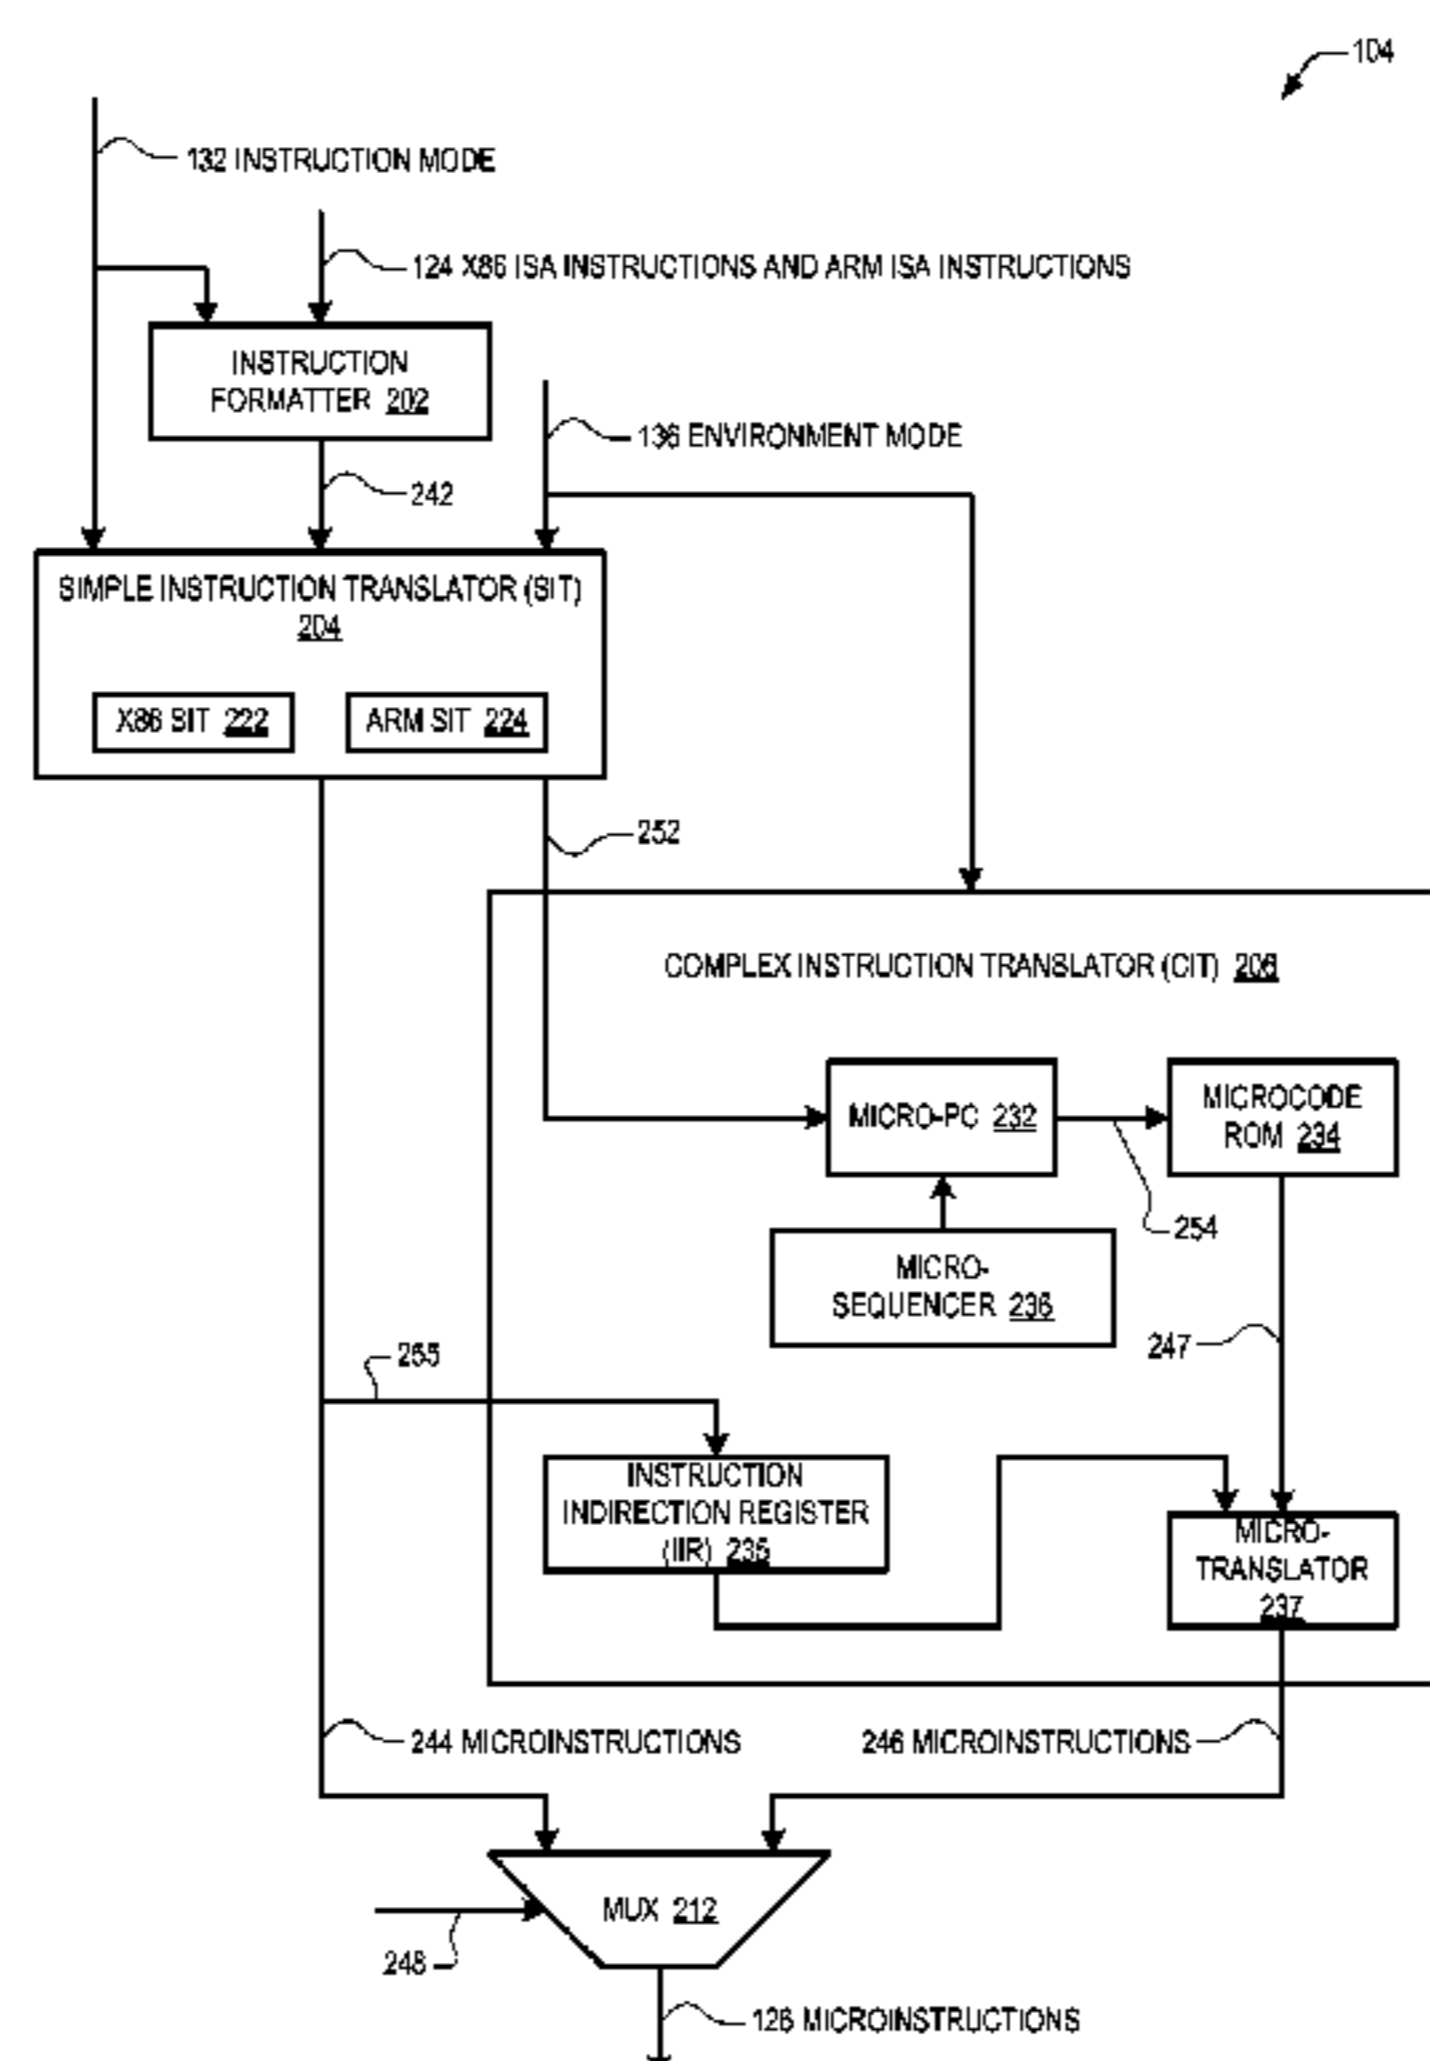 104
132 INSTRUCTION MODE
124 X86 ISA INSTRUCTIONS AND ARM ISA INSTRUCTIONS
INSTRUCTION
FORMATTER 202
136 ENVIRONMENT MODE
242
SIMPLE INSTRUCTION TRANSLATOR (SIT)
204
X86 SIT 222
ARM SIT 224
252
COMPLEX INSTRUCTION TRANSLATOR (CIT) 206
MICRO-PC 232
MICROCODE
ROM 234
254
MICRO-
SEQUENCER 236
247
255
INSTRUCTION
INDIRECTION REGISTER
(IIR) 235
MICRO-
TRANSLATOR
237
244 MICROINSTRUCTIONS
246 MICROINSTRUCTIONS
MUX 212
248
126 MICROINSTRUCTIONS